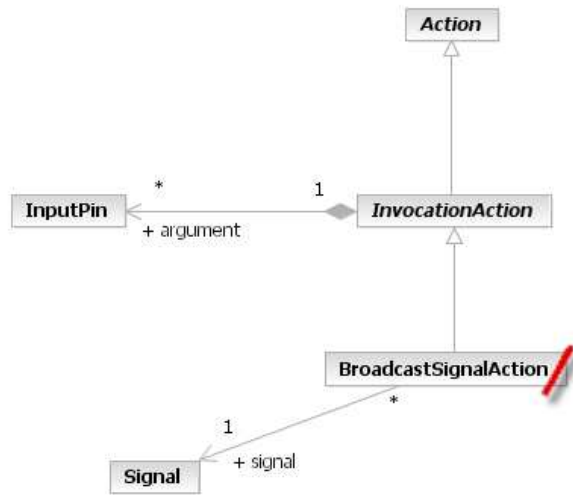 Action
* 1
InputPin InvocationAction
+ argument
BroadcastSignalAction
*
1
+ signal
Signal